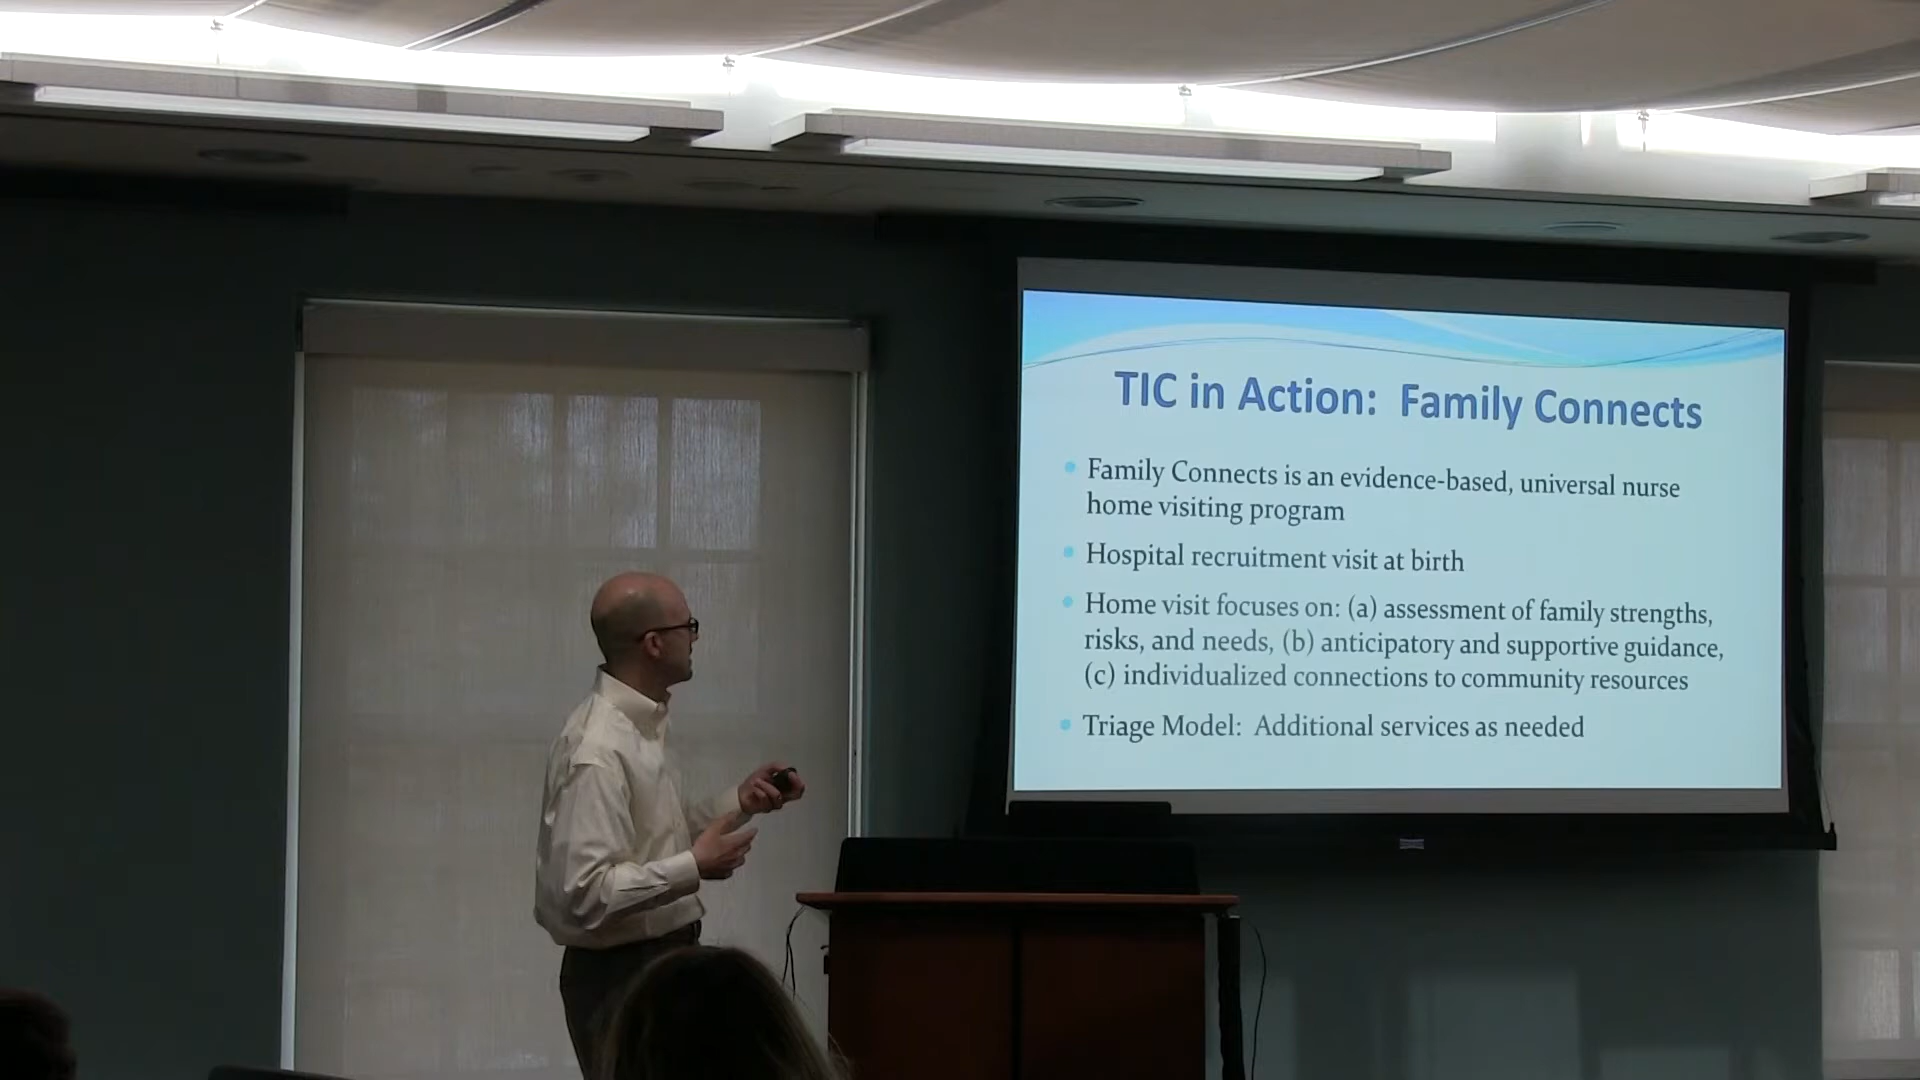 TIC in Action: Family Connects
Family Connects is an evidence-based, universal nurse
home visiting program
Hospital recruitment visit at birth
Home visit focuses on: (a) assessment of family strengths,
risks, and needs, (b) anticipatory and supportive guidance,
(c) individualized connections to community resources
Triage Model: Additional services as needed